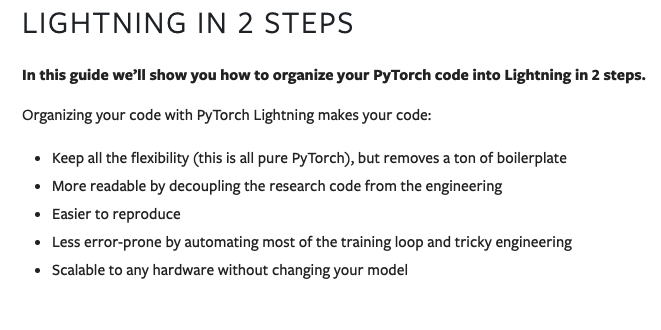 LIGHTNING IN 2 STEPS
In this guide we’ll show you how to organize your PyTorch code into Lightning in 2 steps.
Organizing your code with PyTorch Lightning makes your code:
• Keep all the flexibility (this is all pure PyTorch), but removes a ton of boilerplate
• More readable by decoupling the research code from the engineering
• Easier to reproduce
• Less error-prone by automating most of the training loop and tricky engineering
• Scalable to any hardware without changing your model